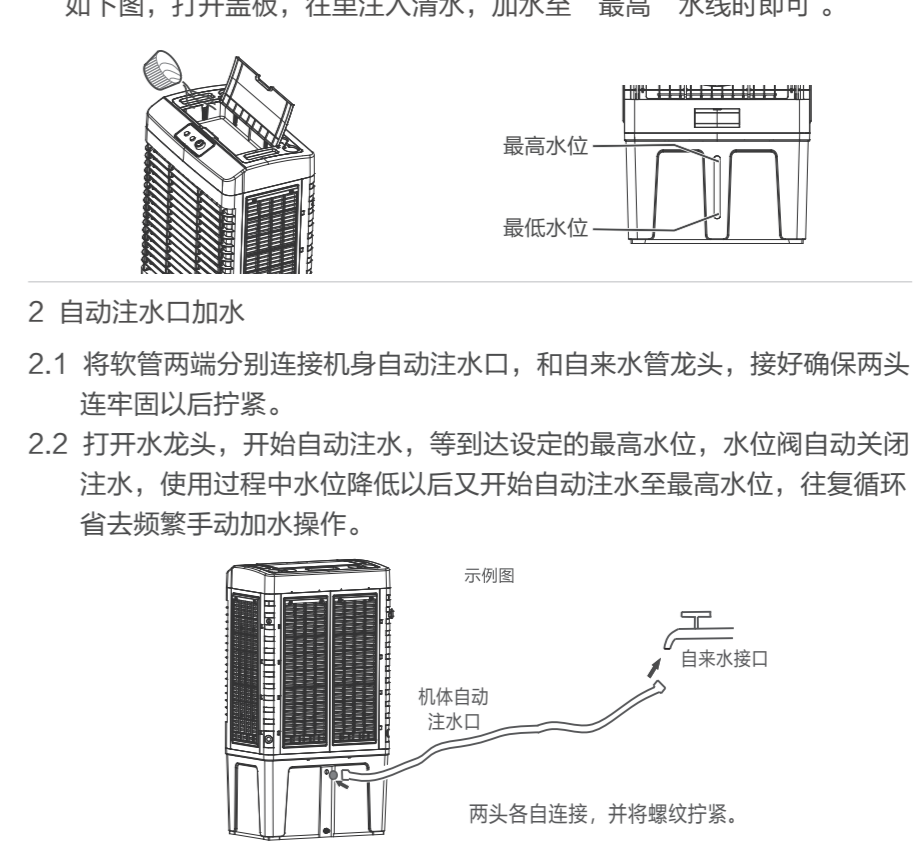 如下图，打开盖板，往里注入清水，加水至“最高”水线时即可。
最高水位
最低水位
2 自动注水口加水
2.1 将软管两端分别连接机身自动注水口，和自来水管龙头，接好确保两头
连牢固以后拧紧。
2.2 打开水龙头，开始自动注水，等到达设定的最高水位，水位阀自动关闭
注水，使用过程中水位降低以后又开始自动注水至最高水位，往复循环
省去频繁手动加水操作。
示例图
自来水接口
机体自动
注水口
两头各自连接，并将螺纹拧紧。